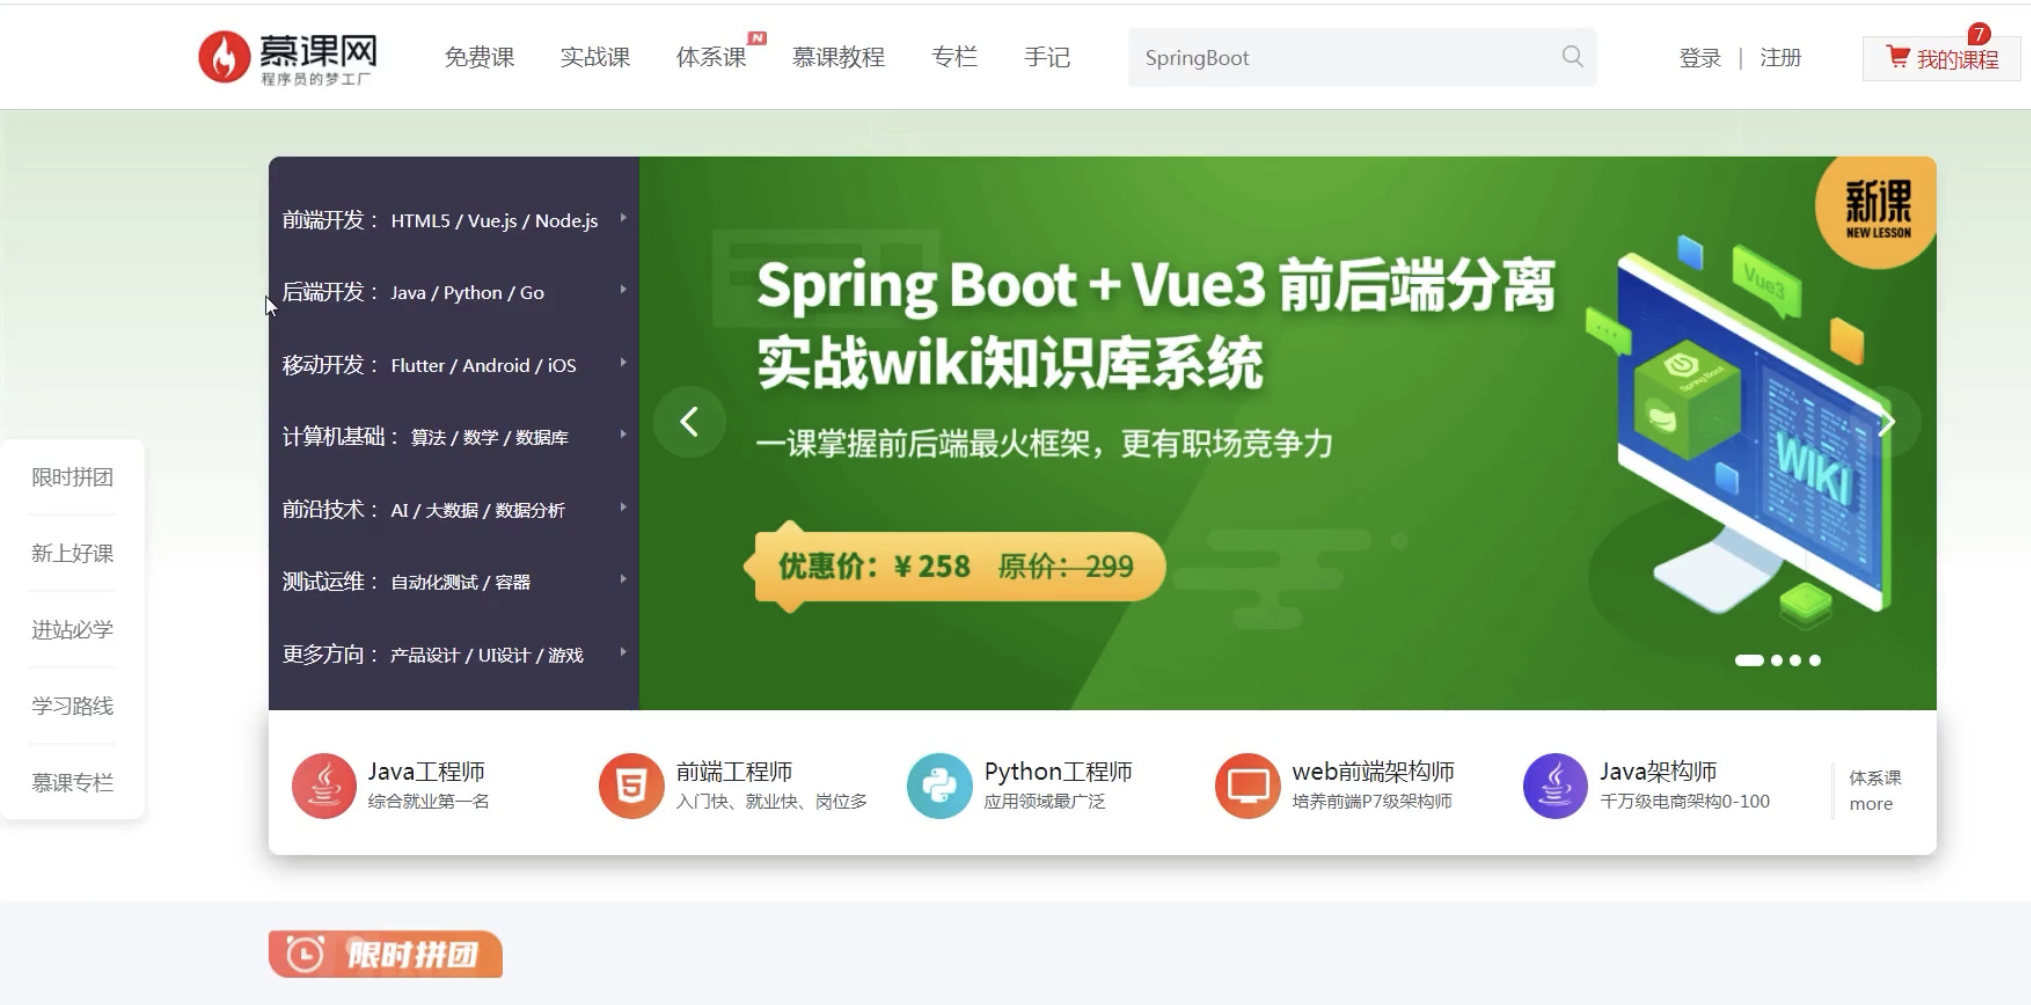 慕课网
程序员的梦工厂
免费课 实战课 体系课 N 慕课教程 专栏 手记
SpringBoot
登录 | 注册
7
我的课程
前端开发： HTML5 / Vue.js / Node.js
后端开发： Java / Python / Go
移动开发： Flutter / Android / iOS
计算机基础： 算法 / 数学 / 数据库
前沿技术： AI / 大数据 / 数据分析
测试运维： 自动化测试 / 容器
更多方向： 产品设计 / UI设计 / 游戏
新课
NEW LESSON
Spring Boot + Vue3 前后端分离
实战wiki知识库系统
一课掌握前后端最火框架，更有职场竞争力
优惠价：¥ 258 原价：299
Vue3
Spring Boot
WIKI
限时拼团
新上好课
进站必学
学习路线
慕课专栏
Java工程师
综合就业第一名
前端工程师
入门快、就业快、岗位多
Python工程师
应用领域最广泛
web前端架构师
培养前端P7级架构师
Java架构师
千万级电商架构0-100
体系课
more
限时拼团